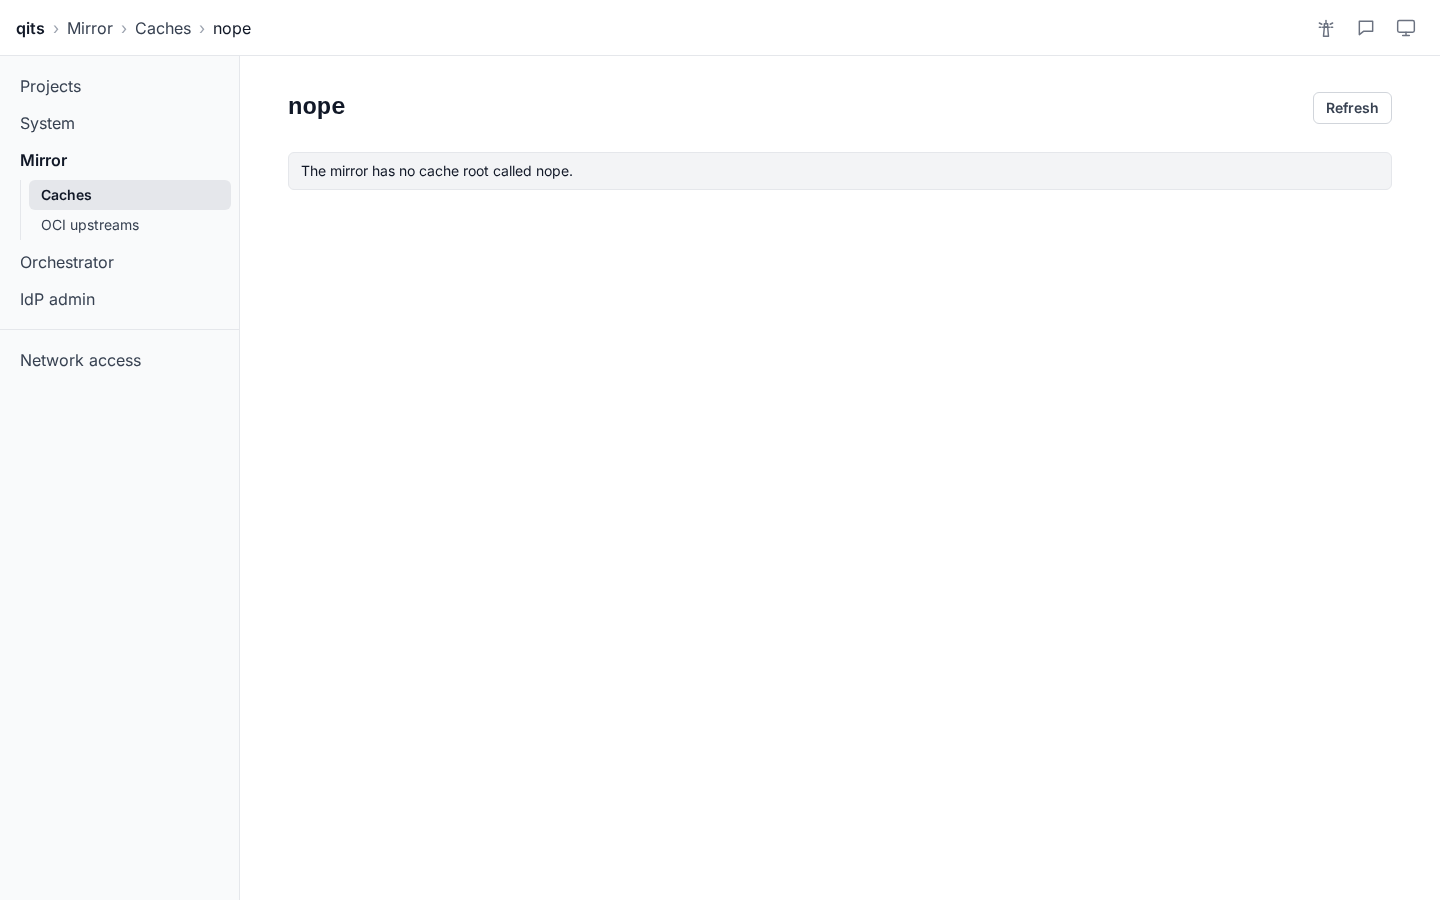 qits › Mirror › Caches › nope
Projects
System
Mirror
Caches
OCI upstreams
Orchestrator
IdP admin
Network access
nope
Refresh
The mirror has no cache root called nope.